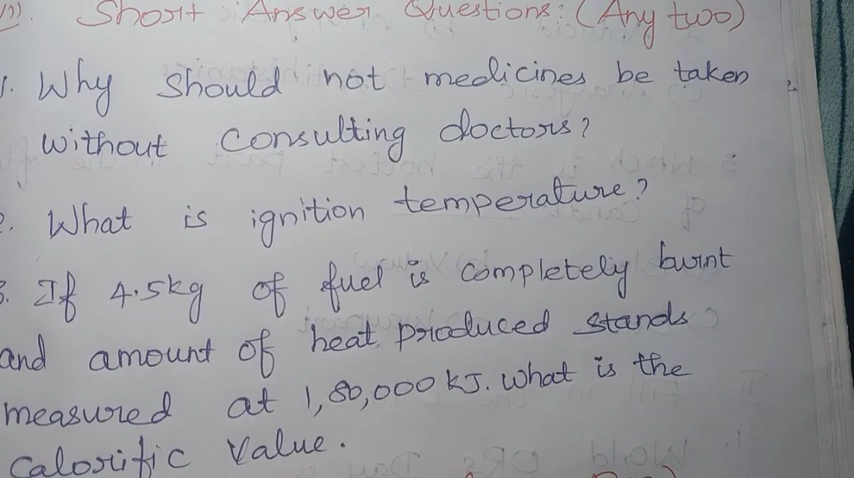 Short Answer Questions: (Any two)
1. Why should not medicines be taken
without consulting doctors?
2. What is ignition temperature?
3. If 4.5kg of fuel is completely burnt
and amount of heat produced stands
measured at 1,80,000 kJ. what is the
calorific value.